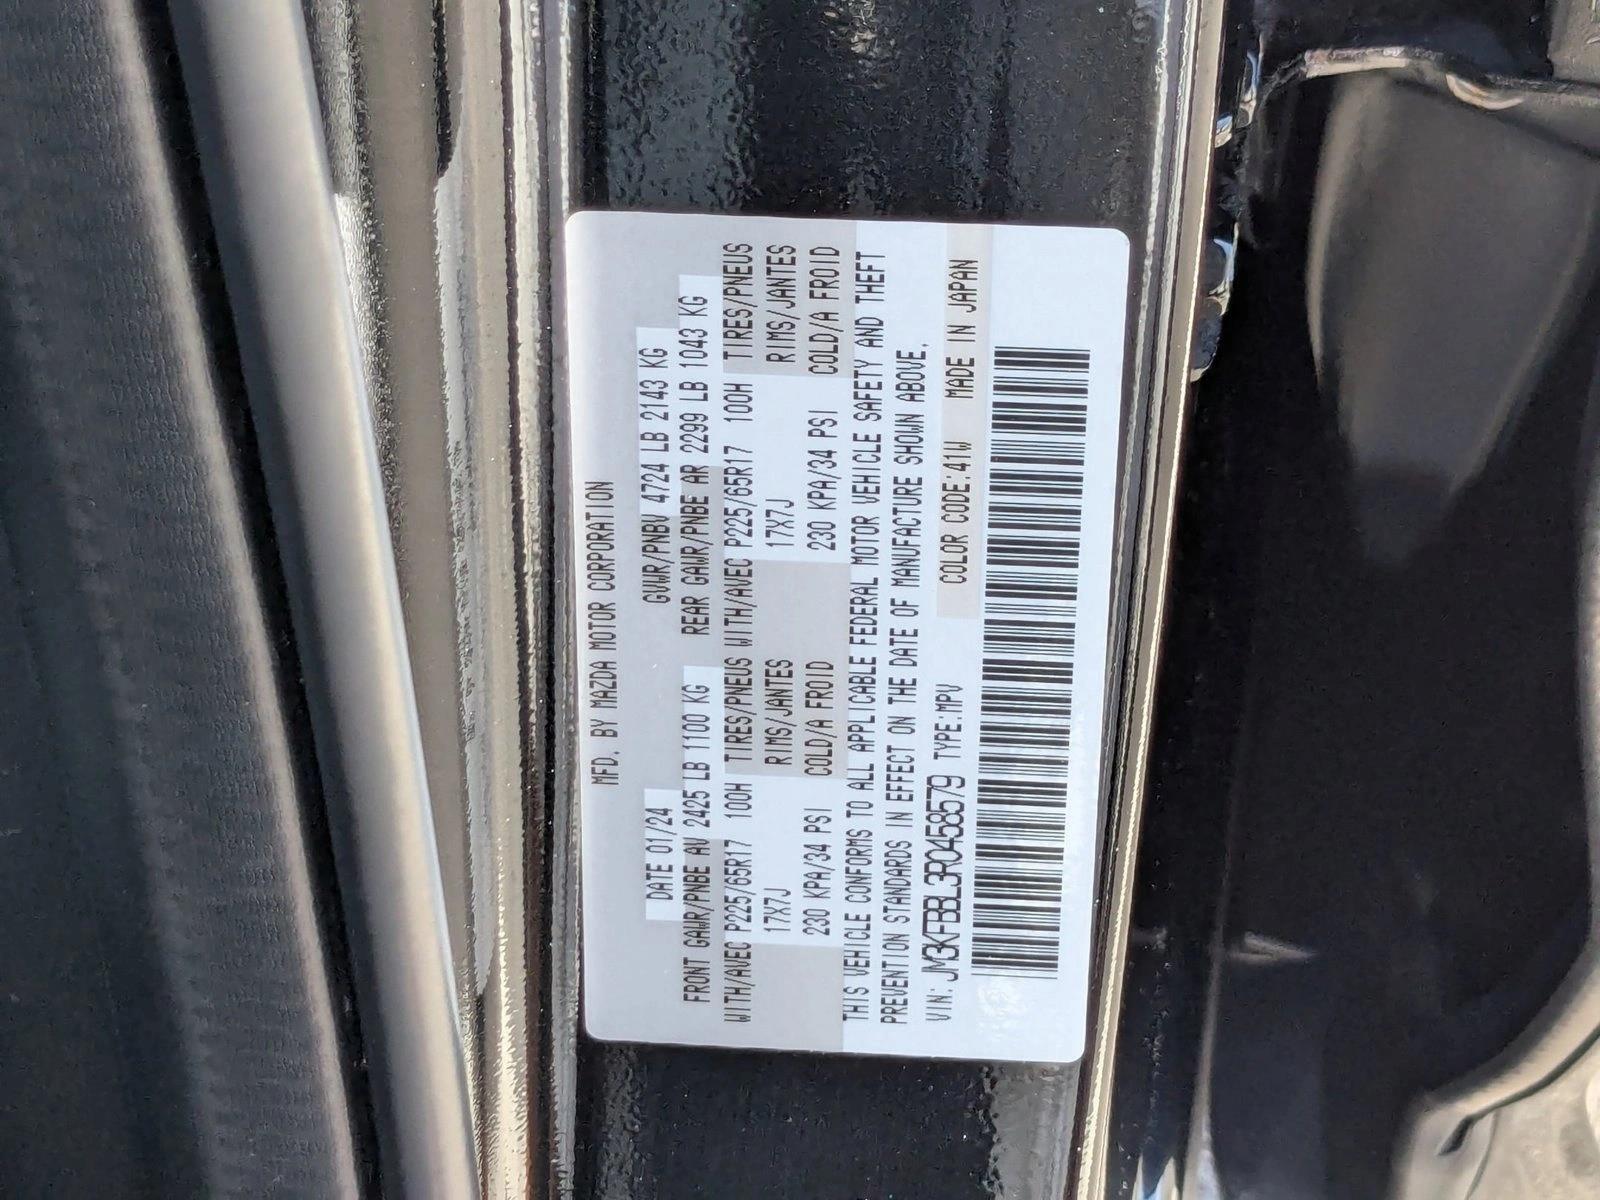 MFD. BY MAZDA MOTOR CORPORATION
DATE 01/24 GVWR/PNBV 4724 LB 2143 KG
FRONT GAWR/PNBE AV 2425 LB 1100 KG REAR GAWR/PNBE AR 2299 LB 1043 KG
WITH/AVEC P225/65R17 100H TIRES/PNEUS WITH/AVEC P225/65R17 100H TIRES/PNEUS
17X7J RIMS/JANTES 17X7J RIMS/JANTES
230 KPA/34 PSI COLD/A FROID 230 KPA/34 PSI COLD/A FROID
THIS VEHICLE CONFORMS TO ALL APPLICABLE FEDERAL MOTOR VEHICLE SAFETY AND THEFT
PREVENTION STANDARDS IN EFFECT ON THE DATE OF MANUFACTURE SHOWN ABOVE.
VIN: JM3KFBBL3R0458579 TYPE:MPV COLOR CODE:41W MADE IN JAPAN